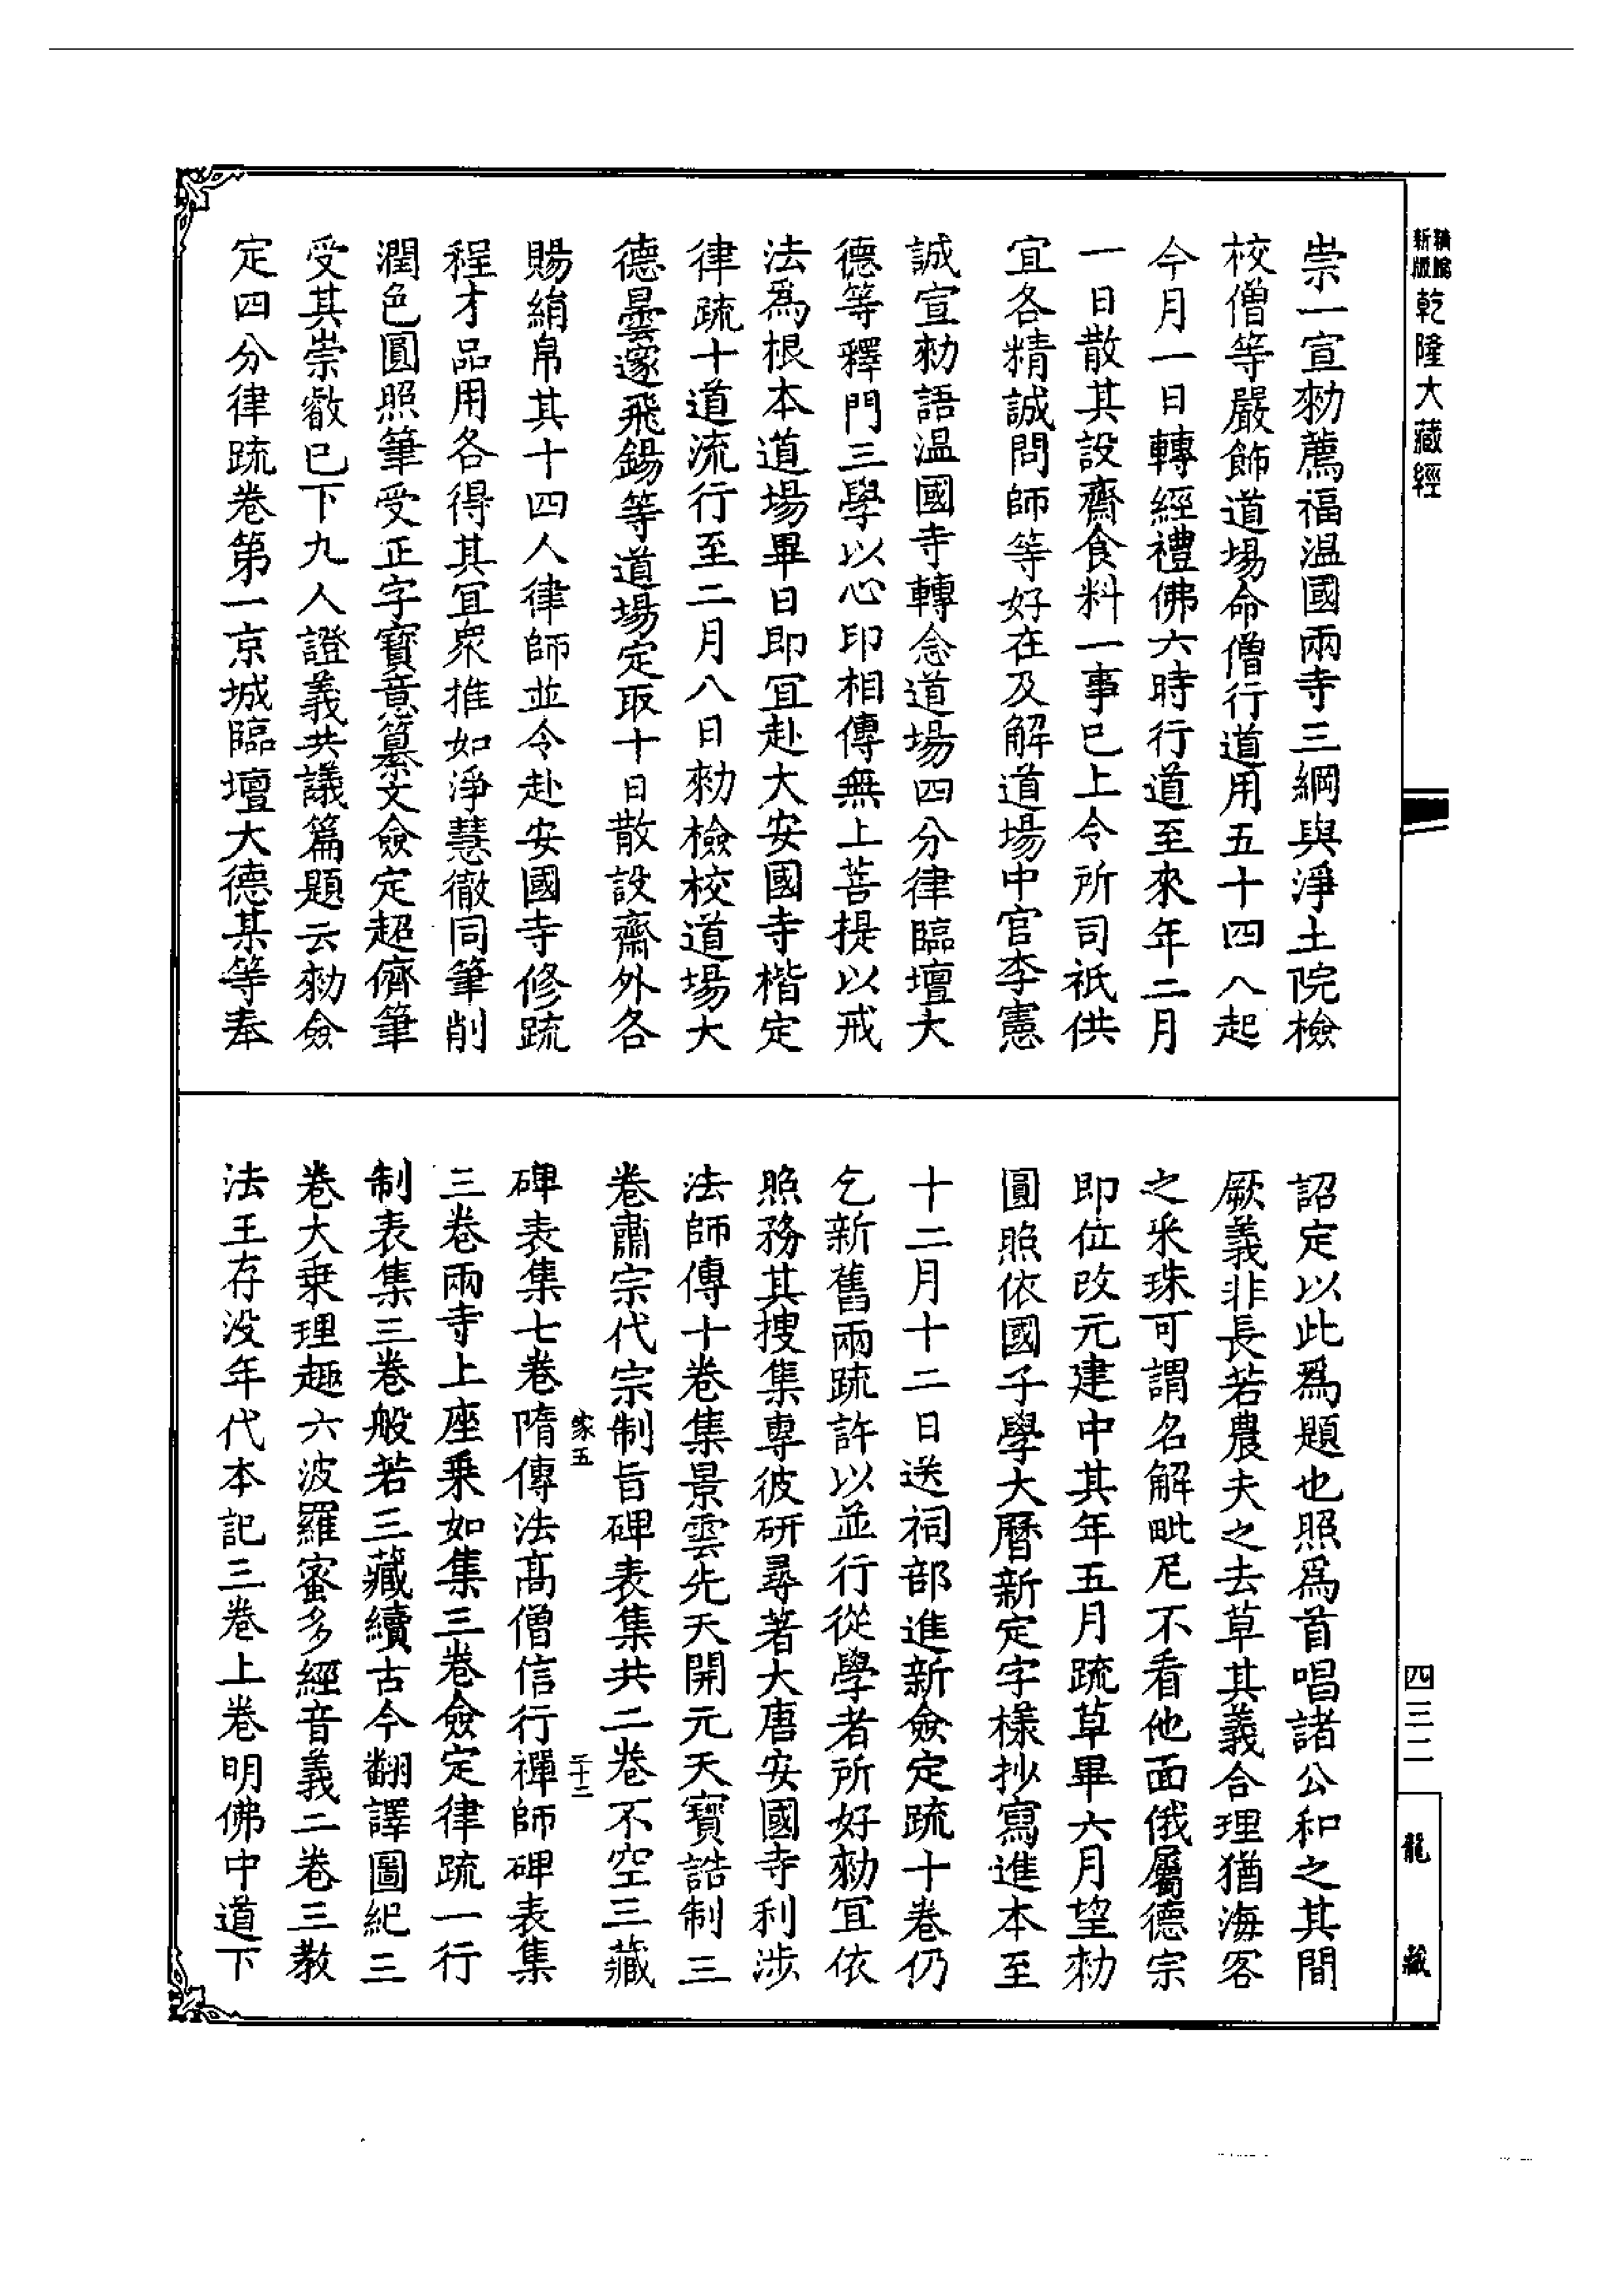 新版
精縮
乾隆大藏經
崇一宣勑薦福溫國兩寺三綱與淨土院檢
校僧等嚴飾道場命僧行道用五十四人起
今月一日轉經禮佛六時行道至來年二月
一日散其設齋食料一事已上令所司祇供
宜各精誠問師等好在及解道場中官李憲
誠宣勑語溫國寺轉念道場四分律臨壇大
德等釋門三學以心印相傳無上菩提以戒
法爲根本道場畢日即宜赴大安國寺楷定
律疏十道流行至二月八日勑檢校道場大
德曇邃飛錫等道場定取十日散設齋外各
賜絹帛其十四人律師並令赴安國寺修疏
程才品用各得其宜衆推如淨慧徹同筆削
潤色圓照筆受正字寶意纂文僉定超儕筆
受其崇叡已下九人證義共議篇題云勑僉
定四分律疏卷第一京城臨壇大德某等奉
詔定以此爲題也照爲首唱諸公和之其間
厥義非長若農夫之去草其義合理猶海客
之采珠可謂名解毗尼不看他面俄屬德宗
即位改元建中其年五月疏草畢六月望勑
圓照依國子學大曆新定字樣抄寫進本至
十二月十二日送祠部進新僉定疏十卷仍
乞新舊兩疏許以並行從學者所好勑宜依
照務其搜集專彼研尋著大唐安國寺利涉
法師傳十卷集景雲先天開元天寶誥制三
卷肅宗代宗制旨碑表集共二卷不空三藏
家五
二十二
碑表集七卷隋傳法高僧信行禪師碑表集
三卷兩寺上座乘如集三卷僉定律疏一行
制表集三卷般若三藏續古今翻譯圖紀三
卷大乘理趣六波羅蜜多經音義二卷三教
法王存沒年代本記三卷上卷明佛中道下
四三二
龍藏